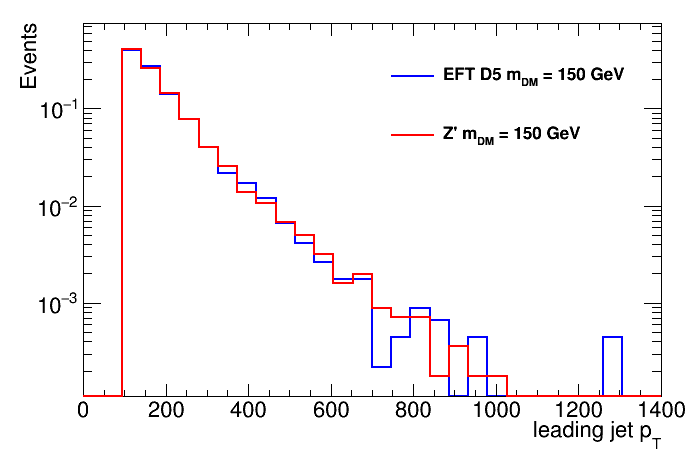 Events
EFT D5 m_DM = 150 GeV
Z' m_DM = 150 GeV
10⁻¹
10⁻²
10⁻³
0 200 400 600 800 1000 1200 1400
leading jet p_T